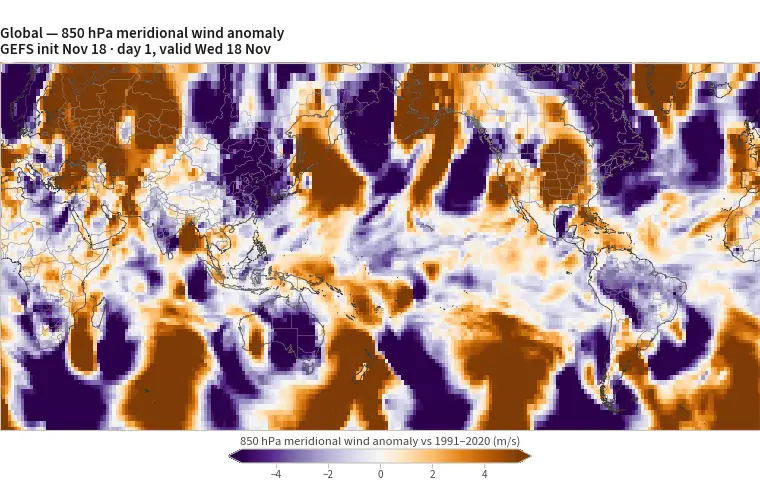 Global — 850 hPa meridional wind anomaly
GEFS init Nov 18 · day 1, valid Wed 18 Nov
850 hPa meridional wind anomaly vs 1991–2020 (m/s)
−4 −2 0 2 4